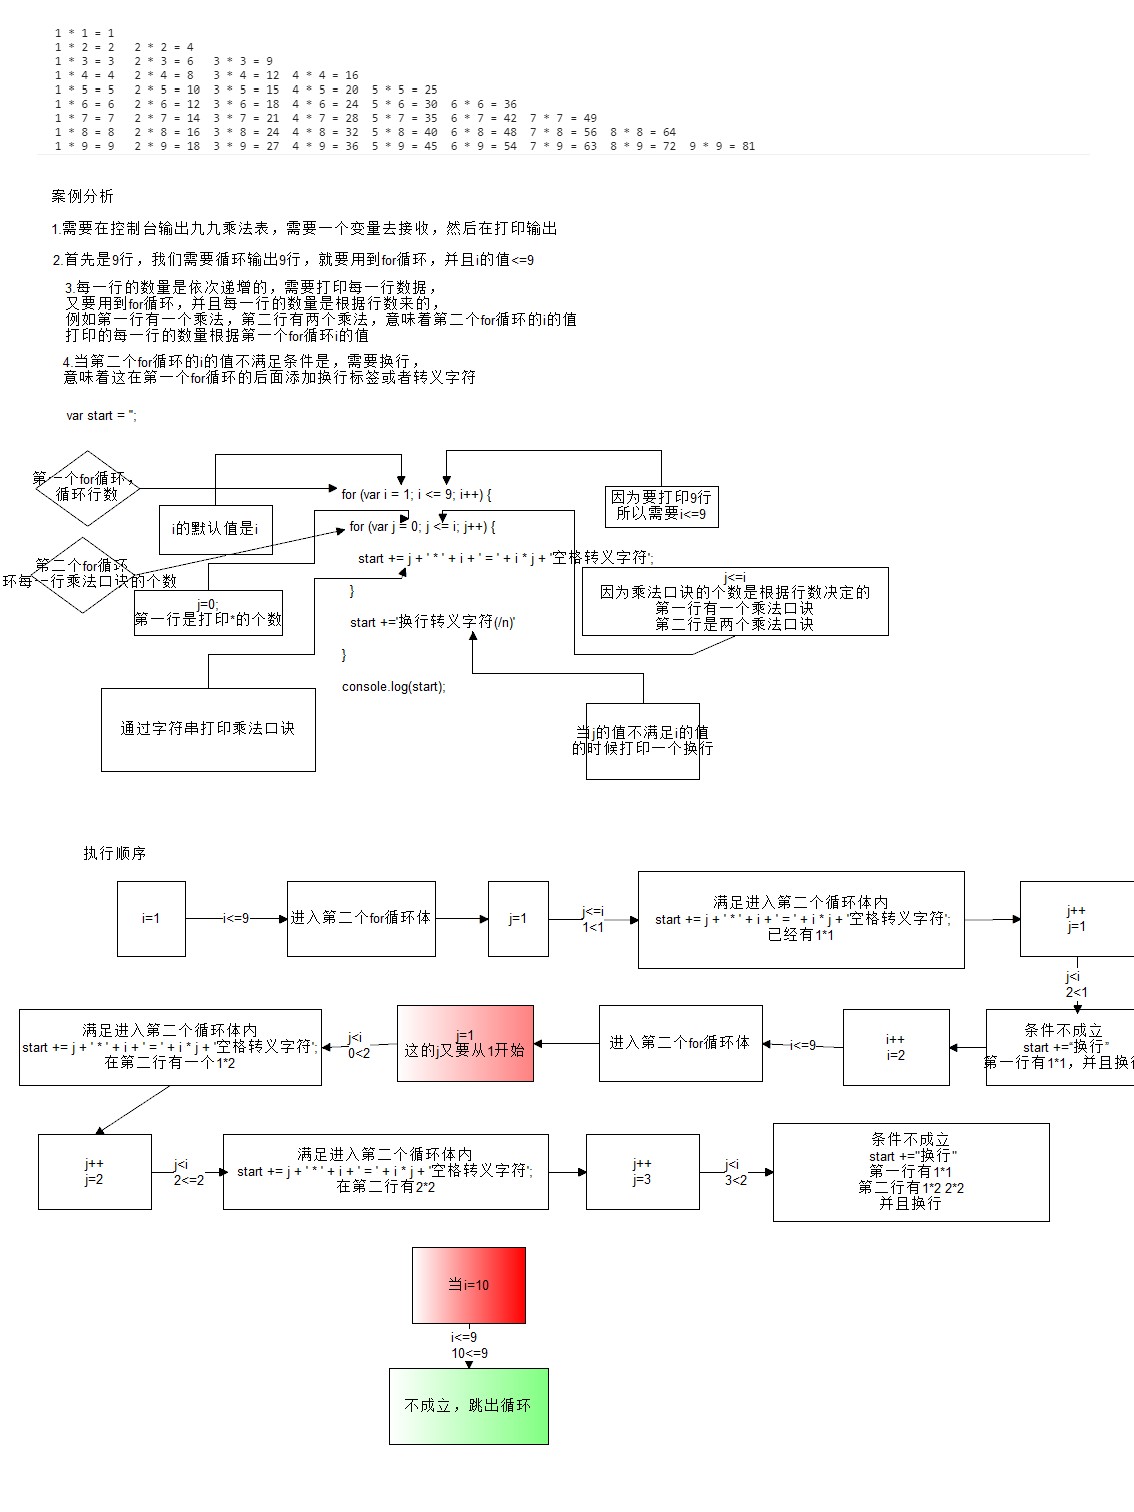 1 * 1 = 1
1 * 2 = 2 2 * 2 = 4
1 * 3 = 3 2 * 3 = 6 3 * 3 = 9
1 * 4 = 4 2 * 4 = 8 3 * 4 = 12 4 * 4 = 16
1 * 5 = 5 2 * 5 = 10 3 * 5 = 15 4 * 5 = 20 5 * 5 = 25
1 * 6 = 6 2 * 6 = 12 3 * 6 = 18 4 * 6 = 24 5 * 6 = 30 6 * 6 = 36
1 * 7 = 7 2 * 7 = 14 3 * 7 = 21 4 * 7 = 28 5 * 7 = 35 6 * 7 = 42 7 * 7 = 49
1 * 8 = 8 2 * 8 = 16 3 * 8 = 24 4 * 8 = 32 5 * 8 = 40 6 * 8 = 48 7 * 8 = 56 8 * 8 = 64
1 * 9 = 9 2 * 9 = 18 3 * 9 = 27 4 * 9 = 36 5 * 9 = 45 6 * 9 = 54 7 * 9 = 63 8 * 9 = 72 9 * 9 = 81
案例分析
1.需要在控制台输出九九乘法表，需要一个变量去接收，然后在打印输出
2.首先是9行，我们需要循环输出9行，就要用到for循环，并且i的值<=9
3.每一行的数量是依次递增的，需要打印每一行数据，
又要用到for循环，并且每一行的数量是根据行数来的，
例如第一行有一个乘法，第二行有两个乘法，意味着第二个for循环的i的值
打印的每一行的数量根据第一个for循环i的值
4.当第二个for循环的i的值不满足条件是，需要换行，
意味着这在第一个for循环的后面添加换行标签或者转义字符
var start = '';
第一个for循环，
循环行数
for (var i = 1; i <= 9; i++) {
因为要打印9行
所以需要i<=9
i的默认值是i
for (var j = 0; j <= i; j++) {
第二个for循环
环每一行乘法口诀的个数
start += j + ' * ' + i + ' = ' + i * j + '空格转义字符';
j=0;
第一行是打印*的个数
}
j<=i
因为乘法口诀的个数是根据行数决定的
第一行有一个乘法口诀
第二行是两个乘法口诀
start +='换行转义字符(/n)'
}
console.log(start);
通过字符串打印乘法口诀
当j的值不满足i的值
的时候打印一个换行
执行顺序
i=1
i<=9
进入第二个for循环体
j=1
j<=i
1<1
满足进入第二个循环体内
start += j + ' * ' + i + ' = ' + i * j + '空格转义字符';
已经有1*1
j++
j=1
j<i
2<1
条件不成立
start +=“换行”
第一行有1*1，并且换行
i++
i=2
i<=9
进入第二个for循环体
j=1
这的j又要从1开始
j<i
0<2
满足进入第二个循环体内
start += j + ' * ' + i + ' = ' + i * j + '空格转义字符';
在第二行有一个1*2
j++
j=2
j<i
2<=2
满足进入第二个循环体内
start += j + ' * ' + i + ' = ' + i * j + '空格转义字符';
在第二行有2*2
j++
j=3
j<i
3<2
条件不成立
start +="换行"
第一行有1*1
第二行有1*2 2*2
并且换行
当i=10
i<=9
10<=9
不成立，跳出循环